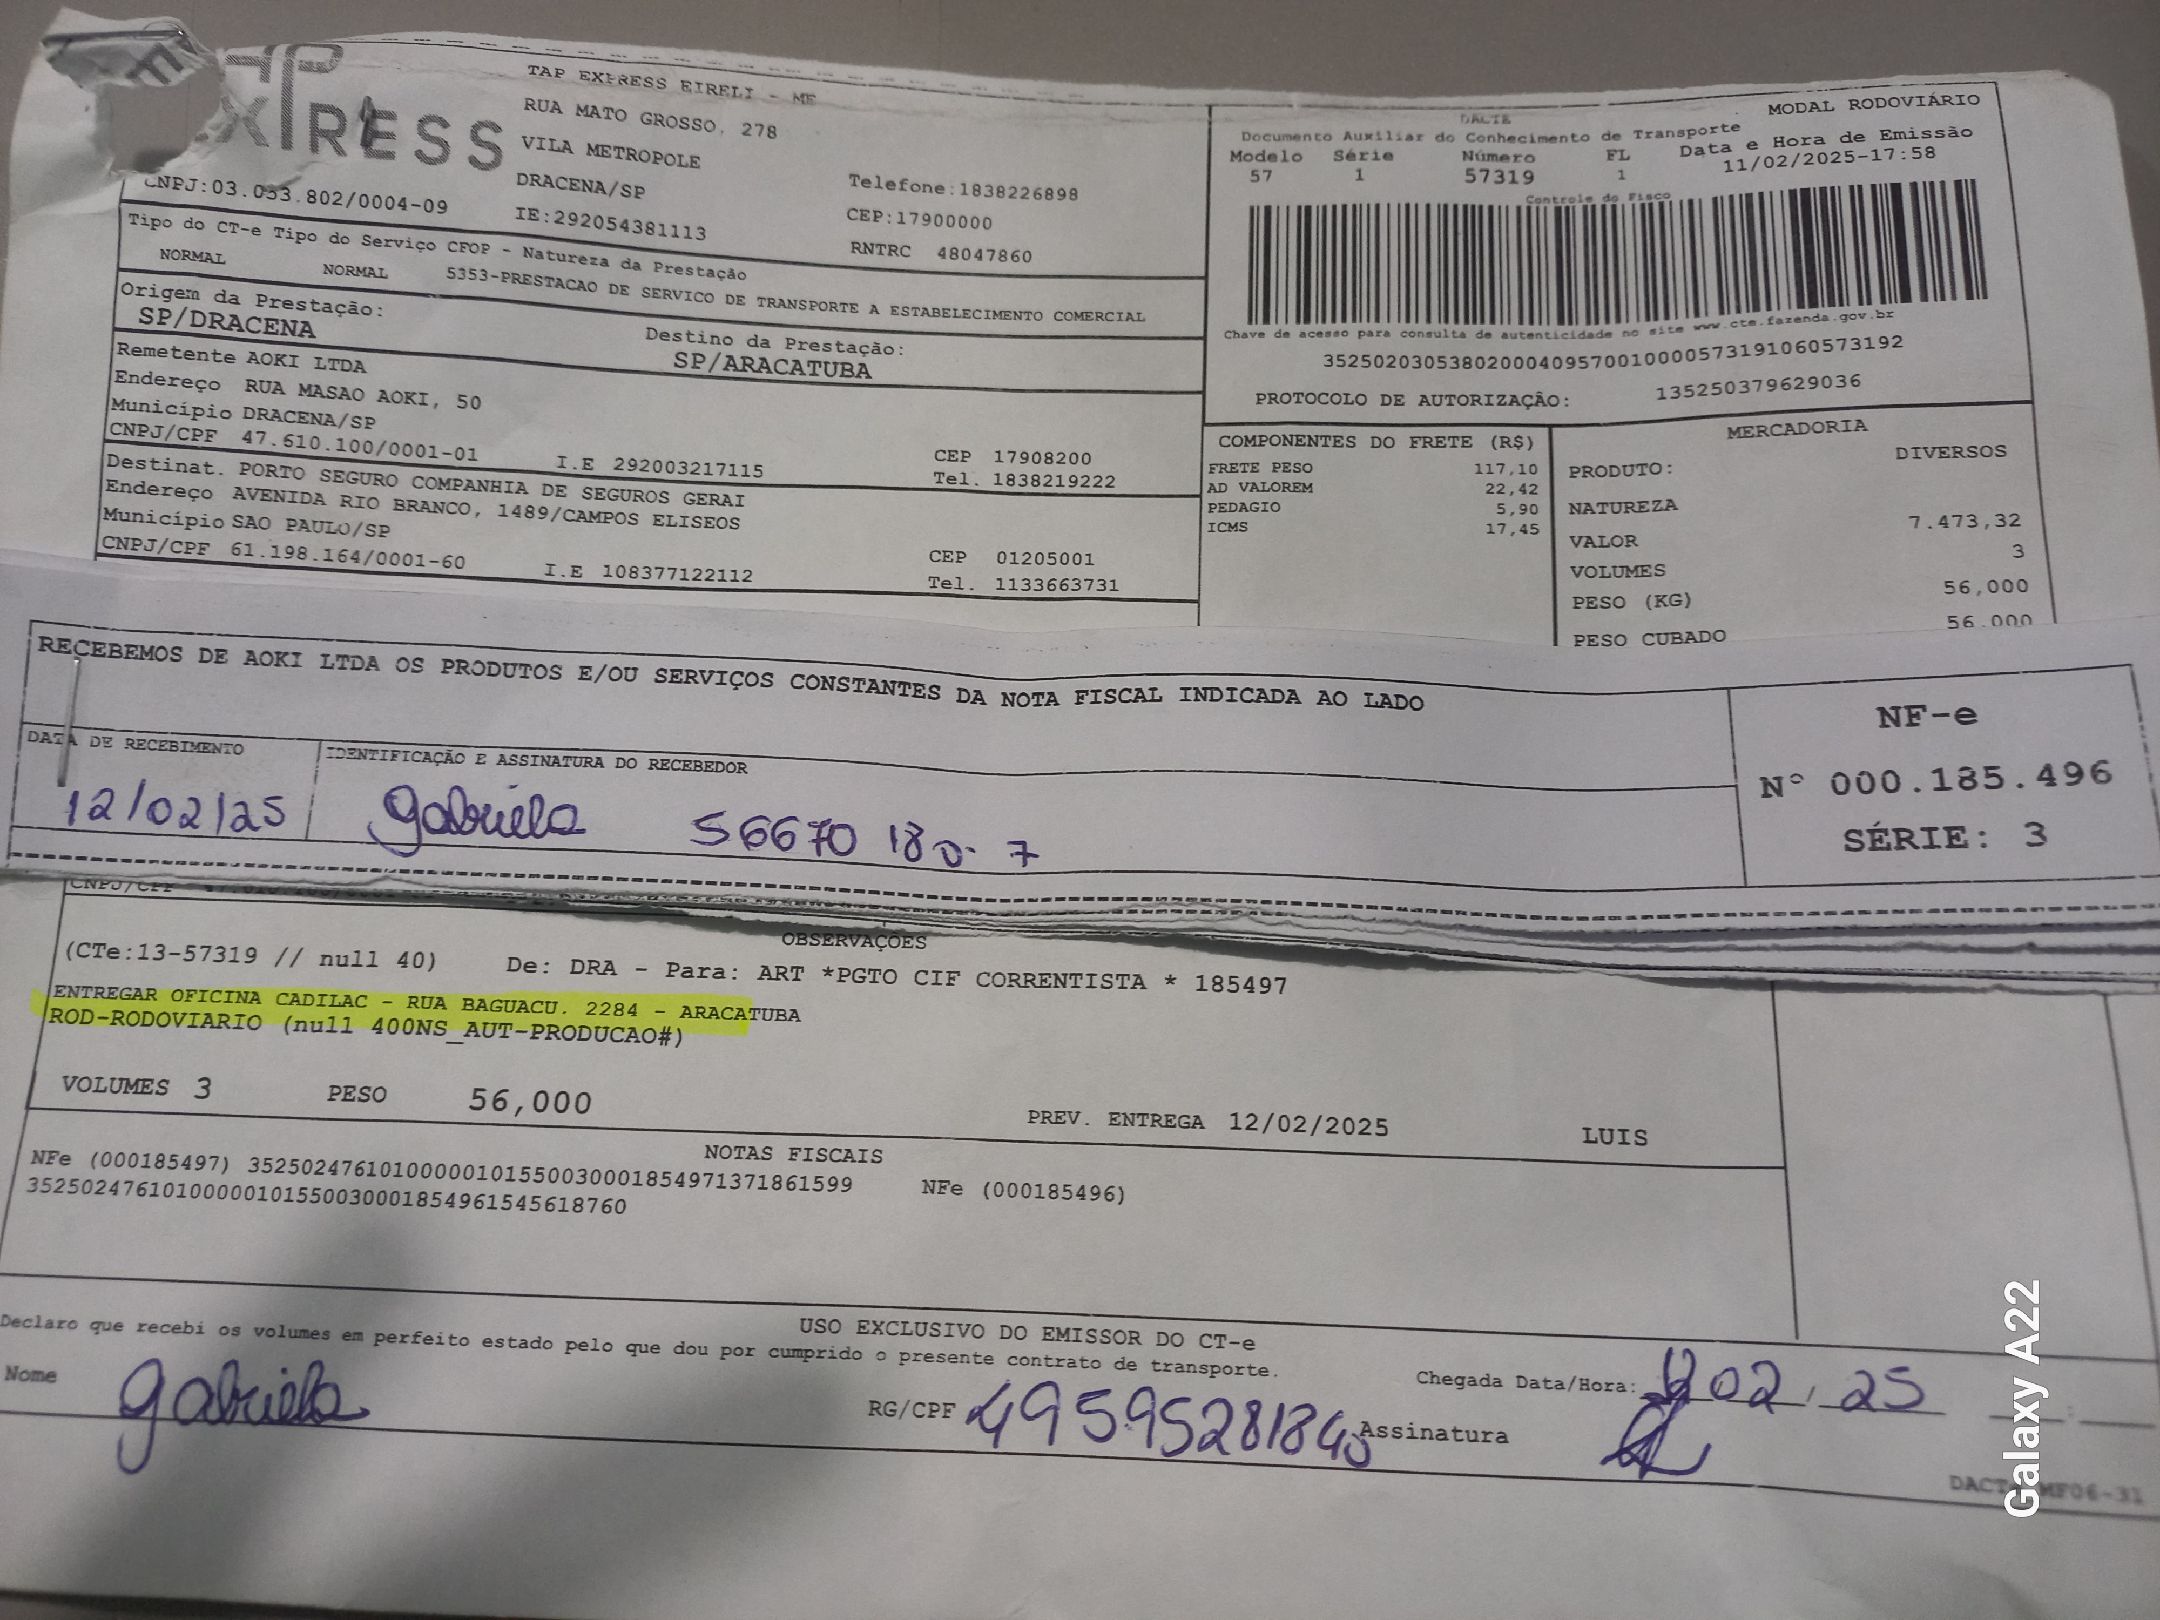 EXPRESS
TAP EXPRESS EIRELI - ME
RUA MATO GROSSO, 278
VILA METROPOLE
DRACENA/SP
IE:292054381113
Telefone:1838226898
CEP:17900000
RNTRC 48047860
CNPJ:03.053.802/0004-09
Tipo do CT-e Tipo do Serviço CFOP - Natureza da Prestação
NORMAL NORMAL 5353-PRESTACAO DE SERVICO DE TRANSPORTE A ESTABELECIMENTO COMERCIAL
Origem da Prestação:
SP/DRACENA
Destino da Prestação:
SP/ARACATUBA
Remetente AOKI LTDA
Endereço RUA MASAO AOKI, 50
Município DRACENA/SP
CNPJ/CPF 47.610.100/0001-01 I.E 292003217115
CEP 17908200
Tel. 1838219222
Destinat. PORTO SEGURO COMPANHIA DE SEGUROS GERAI
Endereço AVENIDA RIO BRANCO, 1489/CAMPOS ELISEOS
Município SAO PAULO/SP
CNPJ/CPF 61.198.164/0001-60 I.E 108377122112
CEP 01205001
Tel. 1133663731
DACTE
MODAL RODOVIÁRIO
Documento Auxiliar do Conhecimento de Transporte
Modelo Série Número FL Data e Hora de Emissão
57 1 57319 1 11/02/2025-17:58
Controle do Fisco
Chave de acesso para consulta de autenticidade no site www.cte.fazenda.gov.br
35250203053802000409570010000573191060573192
PROTOCOLO DE AUTORIZAÇÃO: 135250379629036
COMPONENTES DO FRETE (R$)
FRETE PESO 117,10
AD VALOREM 22,42
PEDAGIO 5,90
ICMS 17,45
MERCADORIA
PRODUTO: DIVERSOS
NATUREZA
VALOR 7.473,32
VOLUMES 3
PESO (KG) 56,000
PESO CUBADO 56.000
RECEBEMOS DE AOKI LTDA OS PRODUTOS E/OU SERVIÇOS CONSTANTES DA NOTA FISCAL INDICADA AO LADO
DATA DE RECEBIMENTO
12/02/25
IDENTIFICAÇÃO E ASSINATURA DO RECEBEDOR
Gabriela 56670 180-7
NF-e
N° 000.185.496
SÉRIE: 3
CNPJ/CPF
OBSERVAÇÕES
(CTe:13-57319 // null 40) De: DRA - Para: ART *PGTO CIF CORRENTISTA * 185497
ENTREGAR OFICINA CADILAC - RUA BAGUACU. 2284 - ARACATUBA
ROD-RODOVIARIO (null 400NS_AUT-PRODUCAO#)
VOLUMES 3 PESO 56,000
PREV. ENTREGA 12/02/2025 LUIS
NOTAS FISCAIS
NFe (000185497) 35250247610100000101550030001854971371861599 NFe (000185496)
35250247610100000101550030001854961545618760
USO EXCLUSIVO DO EMISSOR DO CT-e
Declaro que recebi os volumes em perfeito estado pelo que dou por cumprido o presente contrato de transporte.
Nome Gabriela
RG/CPF 49595281840
Chegada Data/Hora: 12 02 / 25
Assinatura
Galaxy A22